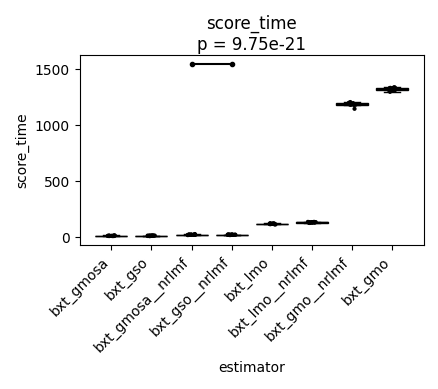 score_time
p = 9.75e-21
score_time
1500
1000
500
0
bxt_gmosa
bxt_gso
bxt_gmosa__nrlmf
bxt_gso__nrlmf
bxt_lmo
bxt_lmo__nrlmf
bxt_gmo__nrlmf
bxt_gmo
estimator